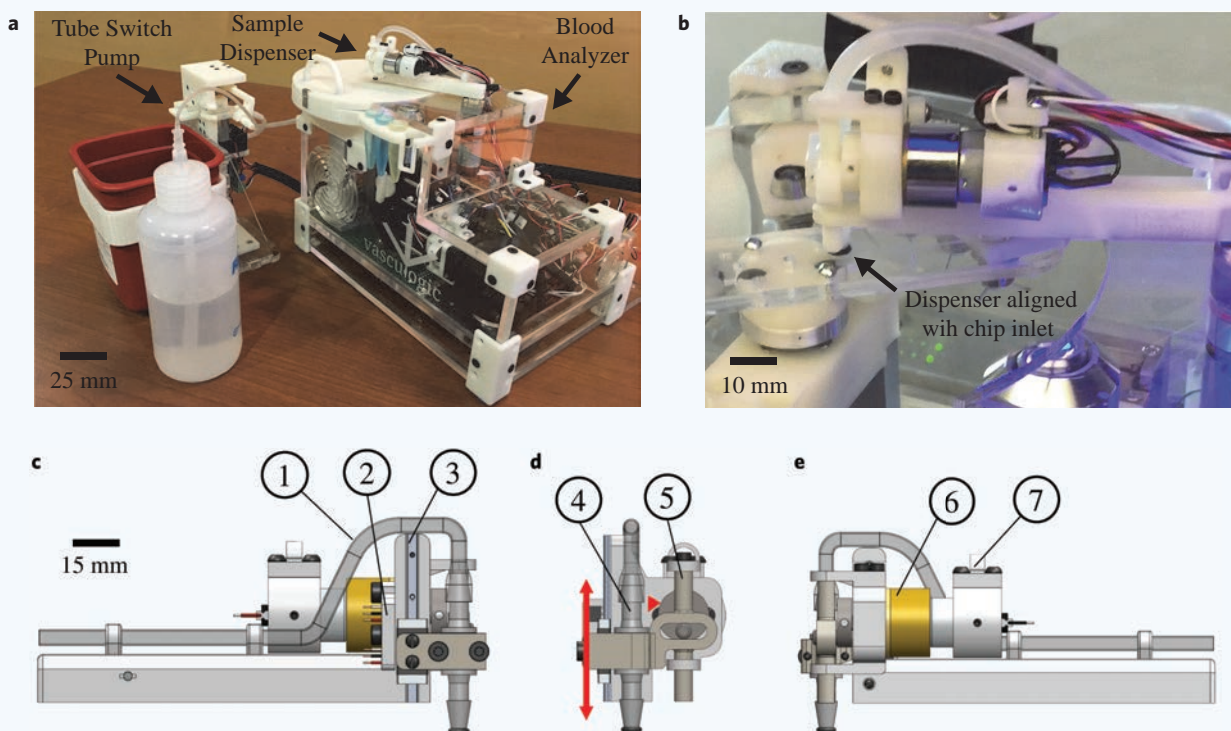 a
Tube Switch
Pump
Sample
Dispenser
Blood
Analyzer
vasculogic
25 mm
b
Dispenser aligned
wih chip inlet
10 mm
c
1
2
3
15 mm
d
4
5
e
6
7